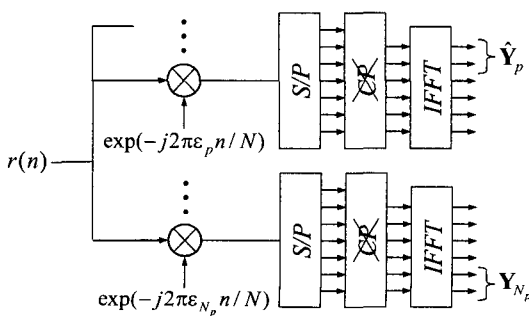 S/P
CP
IFFT
Ŷ_p
exp(−j2πε_p n/N)
r(n)
S/P
CP
IFFT
Y_{N_p}
exp(−j2πε_{N_p} n/N)